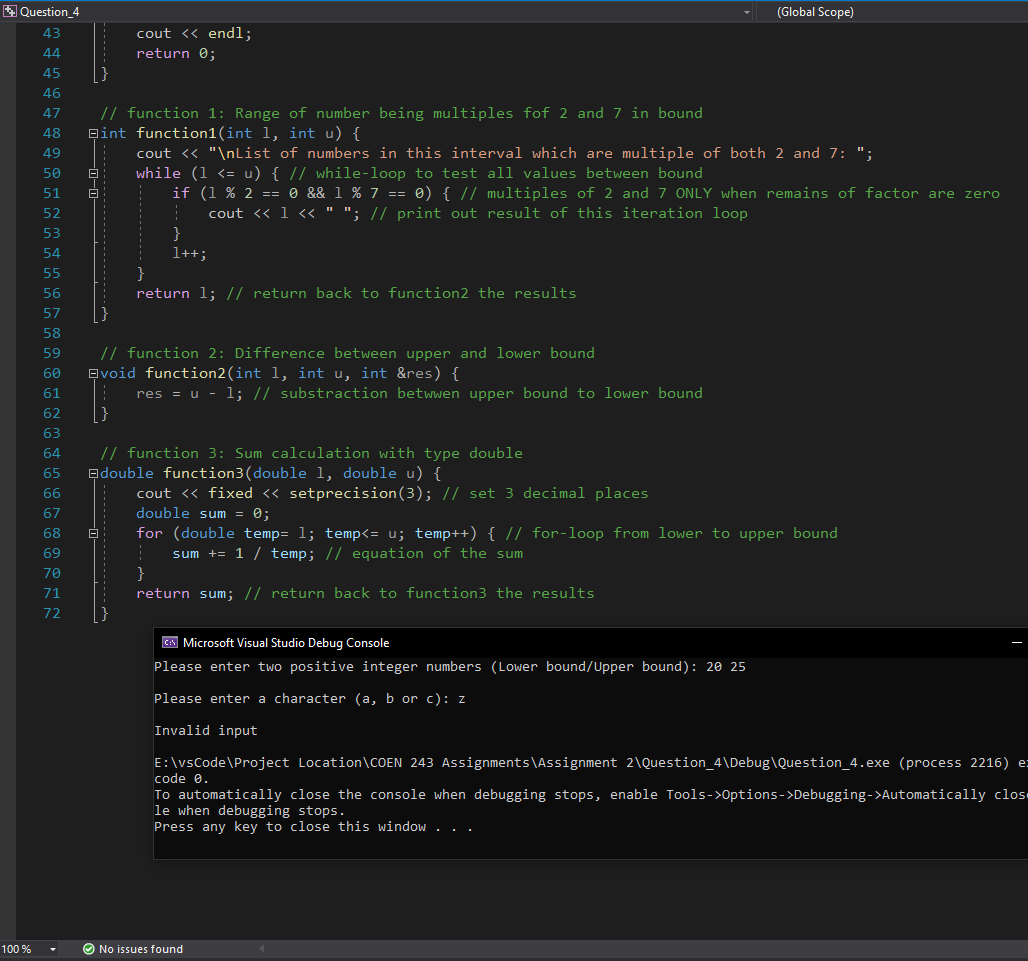 Question_4 (Global Scope)
43 cout << endl;
44 return 0;
45 }
46
47 // function 1: Range of number being multiples fof 2 and 7 in bound
48 int function1(int l, int u) {
49 cout << "\nList of numbers in this interval which are multiple of both 2 and 7: ";
50 while (l <= u) { // while-loop to test all values between bound
51 if (l % 2 == 0 && l % 7 == 0) { // multiples of 2 and 7 ONLY when remains of factor are zero
52 cout << l << " "; // print out result of this iteration loop
53 }
54 l++;
55 }
56 return l; // return back to function2 the results
57 }
58
59 // function 2: Difference between upper and lower bound
60 void function2(int l, int u, int &res) {
61 res = u - l; // substraction betwwen upper bound to lower bound
62 }
63
64 // function 3: Sum calculation with type double
65 double function3(double l, double u) {
66 cout << fixed << setprecision(3); // set 3 decimal places
67 double sum = 0;
68 for (double temp= l; temp<= u; temp++) { // for-loop from lower to upper bound
69 sum += 1 / temp; // equation of the sum
70 }
71 return sum; // return back to function3 the results
72 }
C:\ Microsoft Visual Studio Debug Console
Please enter two positive integer numbers (Lower bound/Upper bound): 20 25
Please enter a character (a, b or c): z
Invalid input
E:\vsCode\Project Location\COEN 243 Assignments\Assignment 2\Question_4\Debug\Question_4.exe (process 2216) e
code 0.
To automatically close the console when debugging stops, enable Tools->Options->Debugging->Automatically clos
le when debugging stops.
Press any key to close this window . . .
100 % No issues found